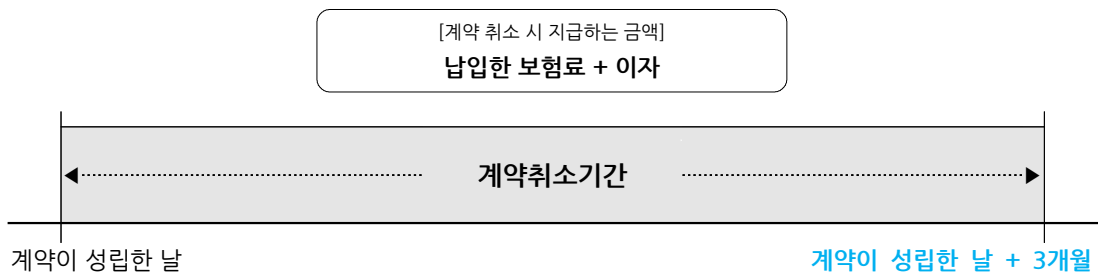 [계약 취소 시 지급하는 금액]
납입한 보험료 + 이자
계약취소기간
계약이 성립한 날
계약이 성립한 날 + 3개월